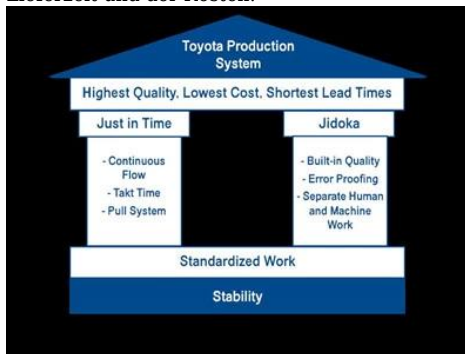 Toyota Production
System
Highest Quality, Lowest Cost, Shortest Lead Times
Just in Time
- Continuous
Flow
- Takt Time
- Pull System
Jidoka
- Built-in Quality
- Error Proofing
- Separate Human
and Machine
Work
Standardized Work
Stability